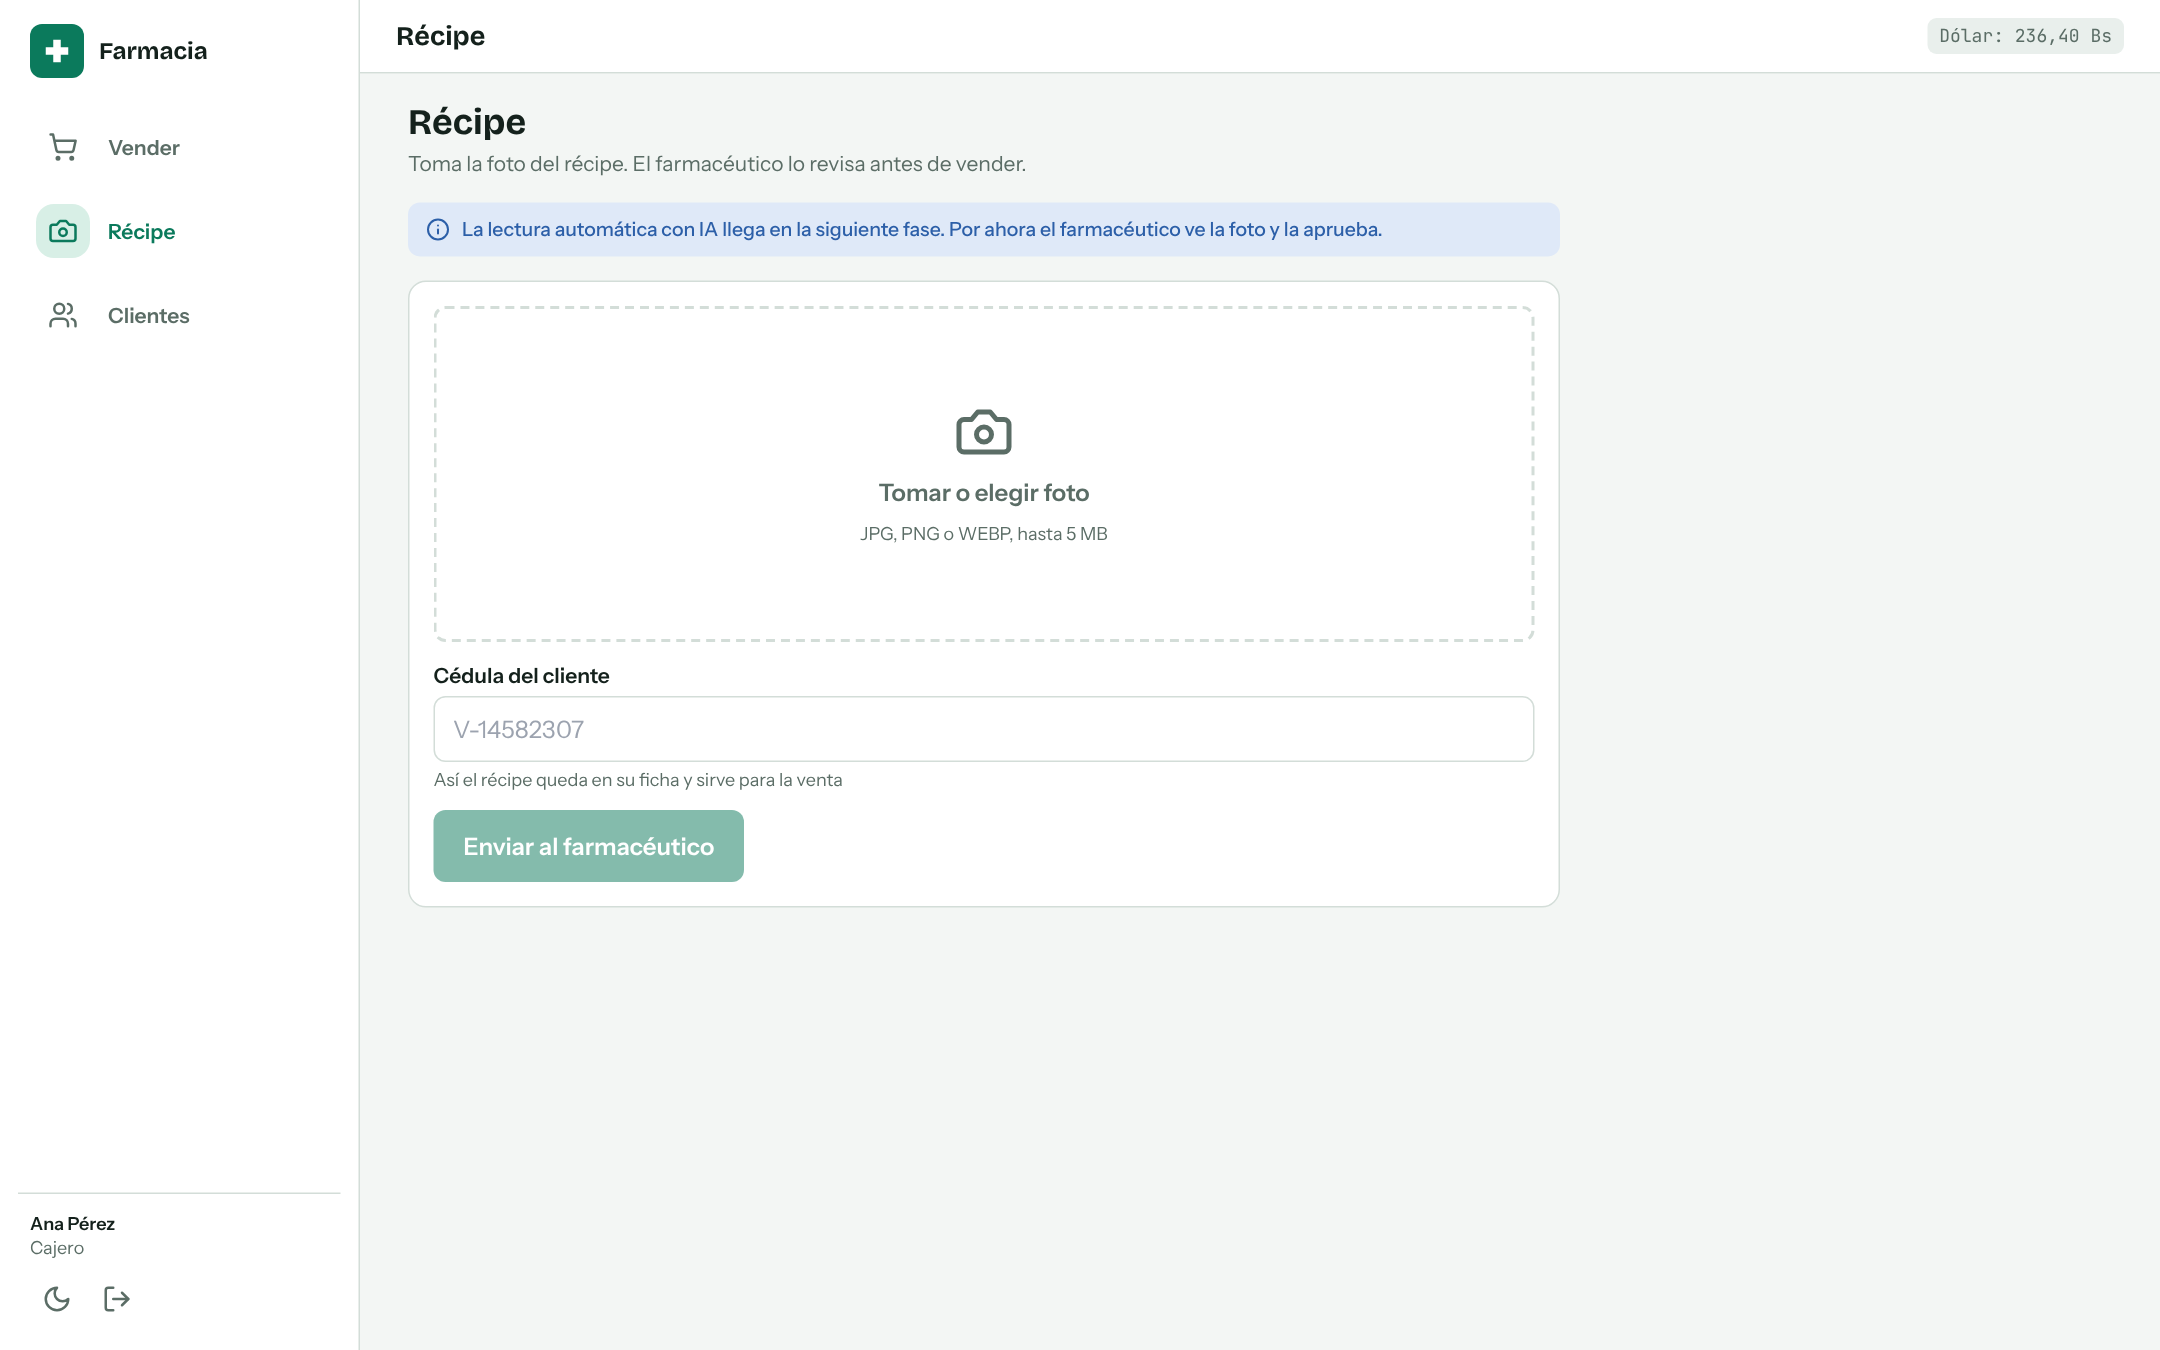 Farmacia
Vender
Récipe
Clientes
Ana Pérez
Cajero
Récipe
Dólar: 236,40 Bs
Récipe
Toma la foto del récipe. El farmacéutico lo revisa antes de vender.
La lectura automática con IA llega en la siguiente fase. Por ahora el farmacéutico ve la foto y la aprueba.
Tomar o elegir foto
JPG, PNG o WEBP, hasta 5 MB
Cédula del cliente
V-14582307
Así el récipe queda en su ficha y sirve para la venta
Enviar al farmacéutico